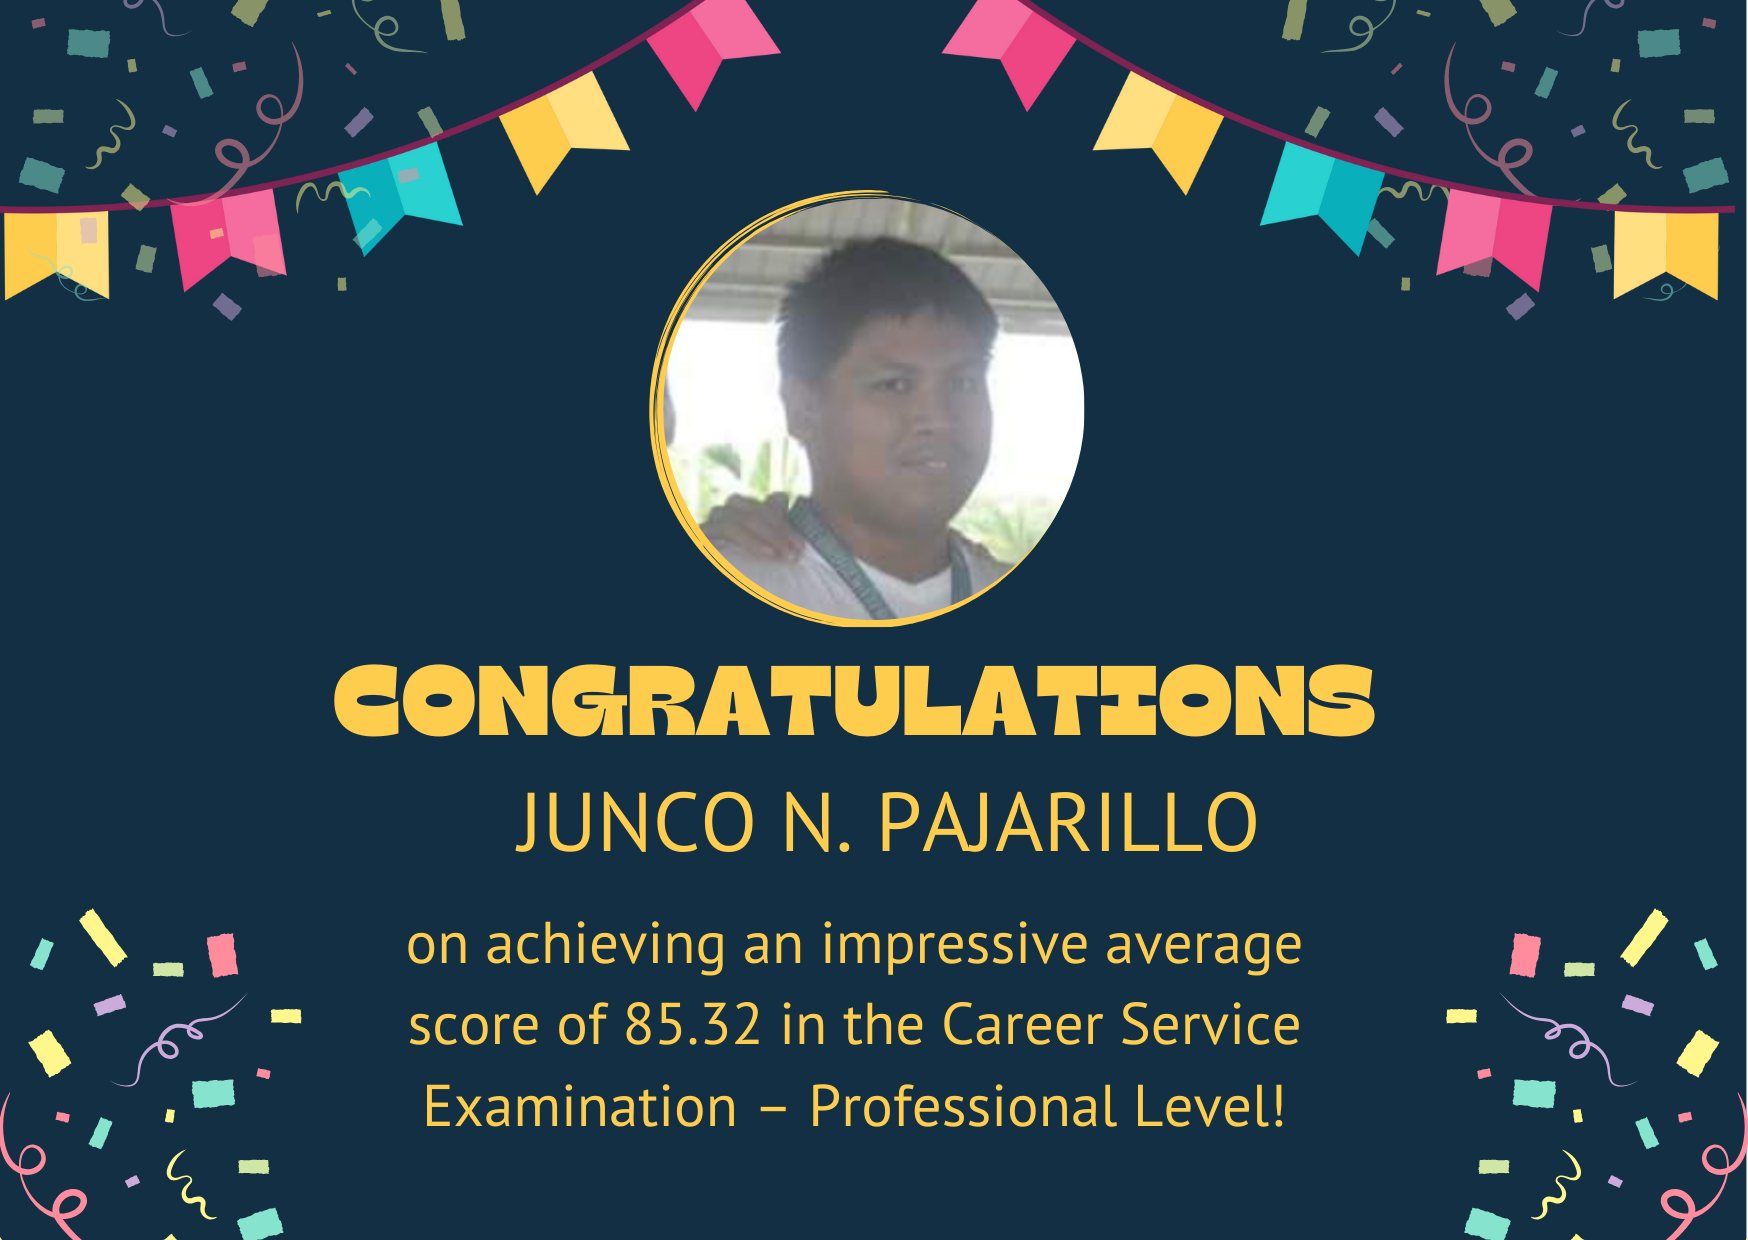 CONGRATULATIONS
JUNCO N. PAJARILLO
on achieving an impressive average
score of 85.32 in the Career Service
Examination – Professional Level!